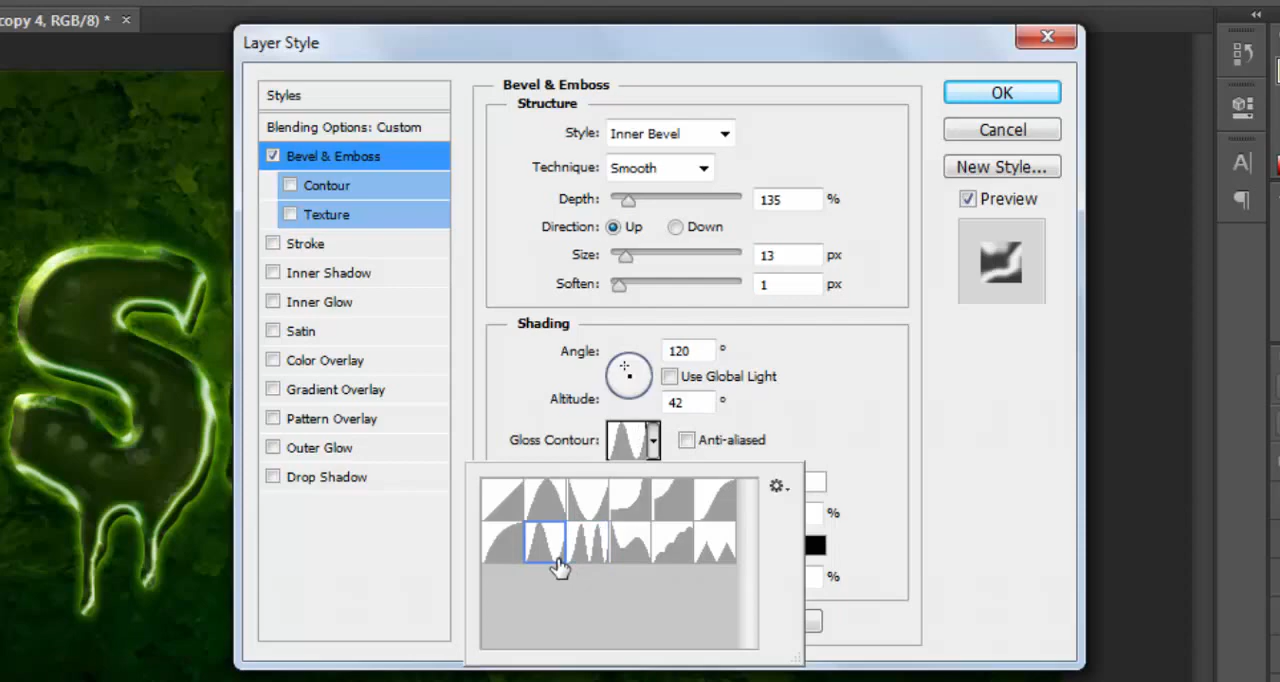 copy 4, RGB/8) * ×
Layer Style
Styles
Blending Options: Custom
Bevel & Emboss
Contour
Texture
Stroke
Inner Shadow
Inner Glow
Satin
Color Overlay
Gradient Overlay
Pattern Overlay
Outer Glow
Drop Shadow
Bevel & Emboss
Structure
Style: Inner Bevel
Technique: Smooth
Depth: 135 %
Direction: Up Down
Size: 13 px
Soften: 1 px
Shading
Angle: 120 °
Use Global Light
Altitude: 42 °
Gloss Contour: Anti-aliased
%
%
OK
Cancel
New Style...
Preview
S
A